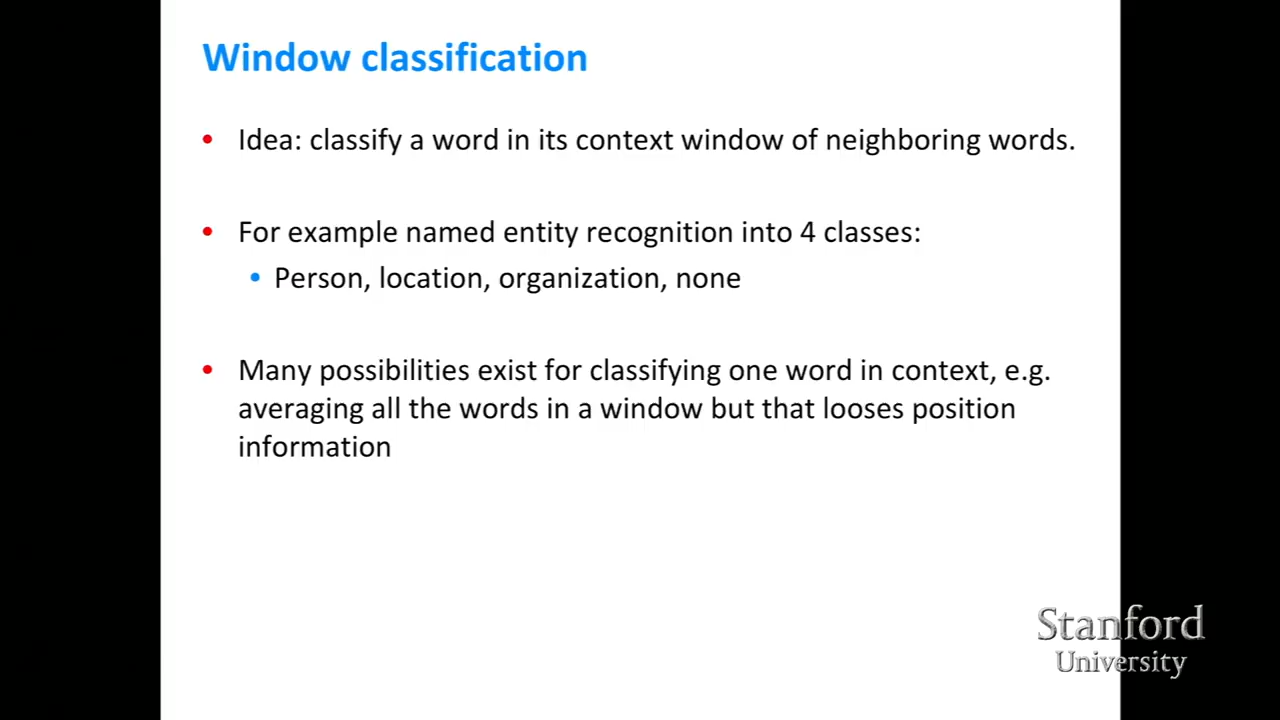 Window classification
• Idea: classify a word in its context window of neighboring words.
• For example named entity recognition into 4 classes:
• Person, location, organization, none
• Many possibilities exist for classifying one word in context, e.g.
averaging all the words in a window but that looses position
information
Stanford
University